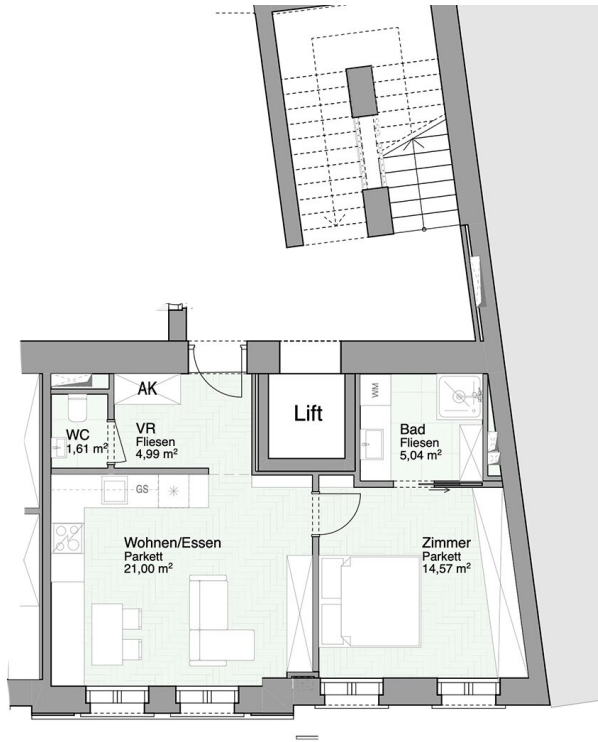 AK
Lift
WM
WC
1,61 m²
VR
Fliesen
4,99 m²
Bad
Fliesen
5,04 m²
GS
Wohnen/Essen
Parkett
21,00 m²
Zimmer
Parkett
14,57 m²